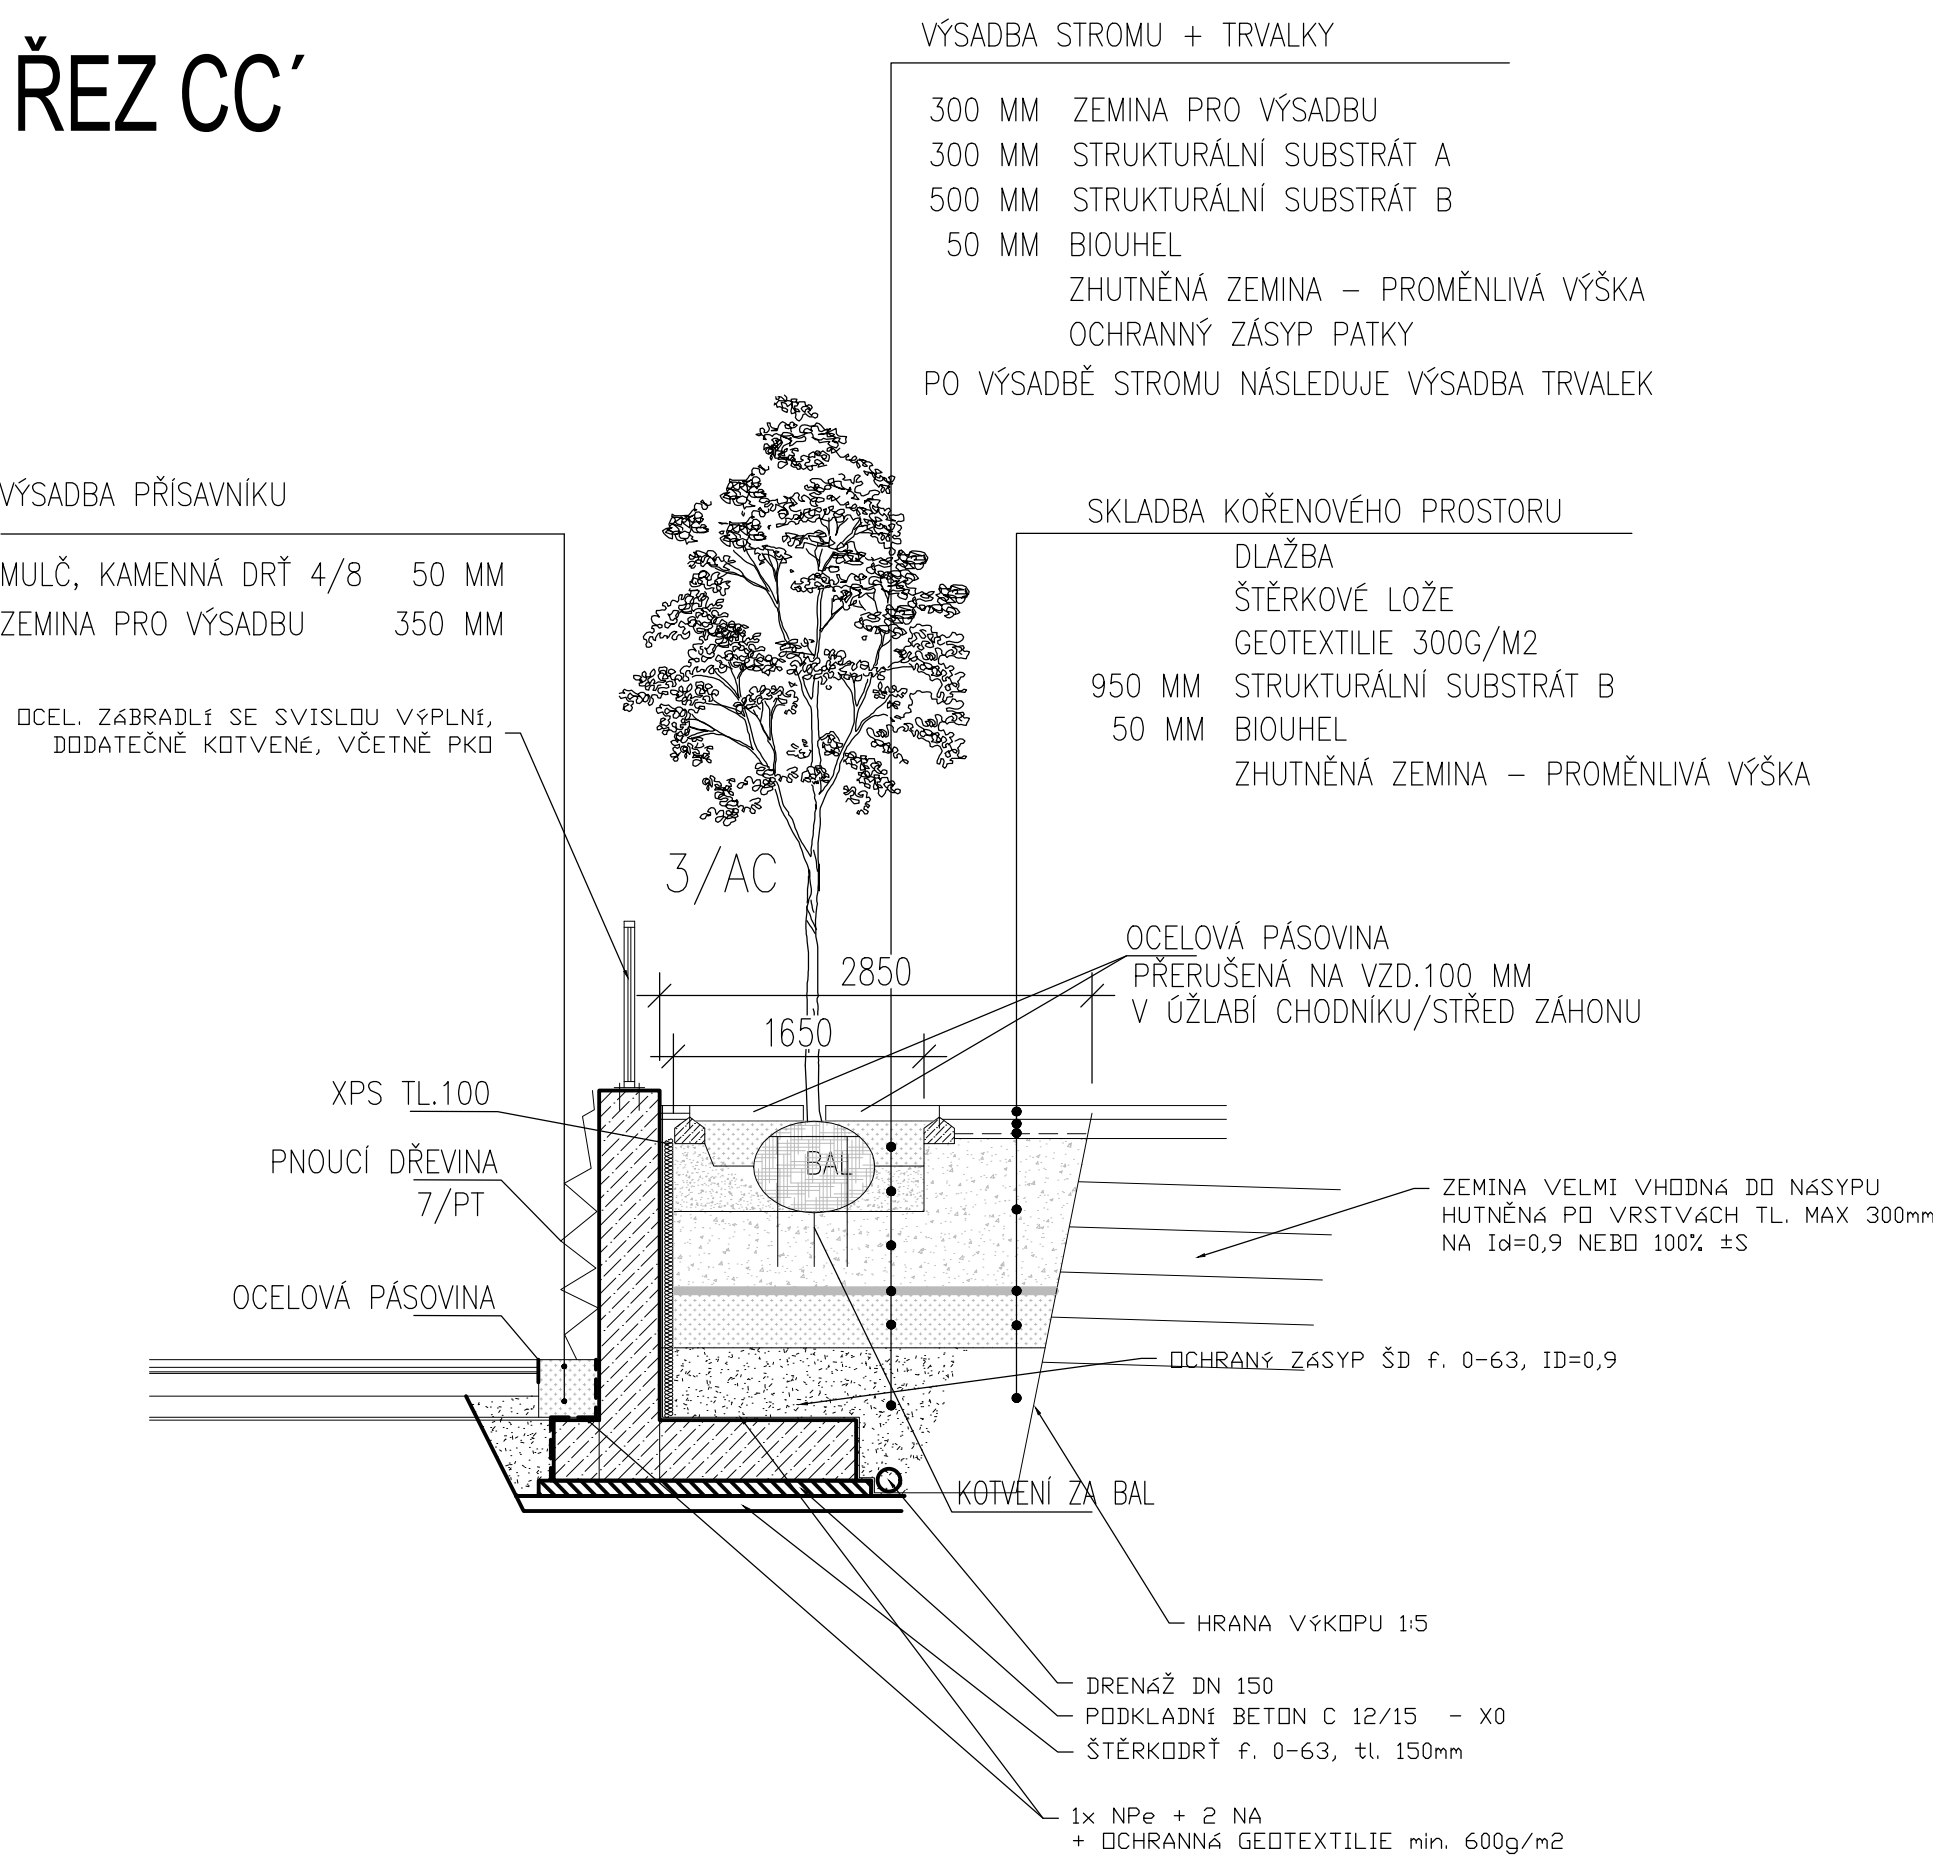 ŘEZ CC´
VÝSADBA STROMU + TRVALKY
300 MM ZEMINA PRO VÝSADBU
300 MM STRUKTURÁLNÍ SUBSTRÁT A
500 MM STRUKTURÁLNÍ SUBSTRÁT B
50 MM BIOUHEL
ZHUTNĚNÁ ZEMINA – PROMĚNLIVÁ VÝŠKA
OCHRANNÝ ZÁSYP PATKY
PO VÝSADBĚ STROMU NÁSLEDUJE VÝSADBA TRVALEK
VÝSADBA PŘÍSAVNÍKU
MULČ, KAMENNÁ DRŤ 4/8 50 MM
ZEMINA PRO VÝSADBU 350 MM
OCEL. ZáBRADLí SE SVISLOU VýPLNí,
DODATEČNĚ KOTVENé, VČETNĚ PKO
SKLADBA KOŘENOVÉHO PROSTORU
DLAŽBA
ŠTĚRKOVÉ LOŽE
GEOTEXTILIE 300G/M2
950 MM STRUKTURÁLNÍ SUBSTRÁT B
50 MM BIOUHEL
ZHUTNĚNÁ ZEMINA – PROMĚNLIVÁ VÝŠKA
3/AC
OCELOVÁ PÁSOVINA
PŘERUŠENÁ NA VZD.100 MM
V ÚŽLABÍ CHODNÍKU/STŘED ZÁHONU
2850
1650
XPS TL.100
PNOUCÍ DŘEVINA
7/PT
BAL
OCELOVÁ PÁSOVINA
ZEMINA VELMI VHODNá DO NáSYPU
HUTNĚNá PO VRSTVáCH TL. MAX 300mm
NA Id=0,9 NEBO 100% ±S
OCHRANý ZáSYP ŠD f. 0-63, ID=0,9
KOTVENÍ ZA BAL
HRANA VýKOPU 1:5
DRENáŽ DN 150
PODKLADNí BETON C 12/15 - X0
ŠTĚRKODRŤ f. 0-63, tl. 150mm
1x NPe + 2 NA
+ OCHRANNá GEOTEXTILIE min. 600g/m2